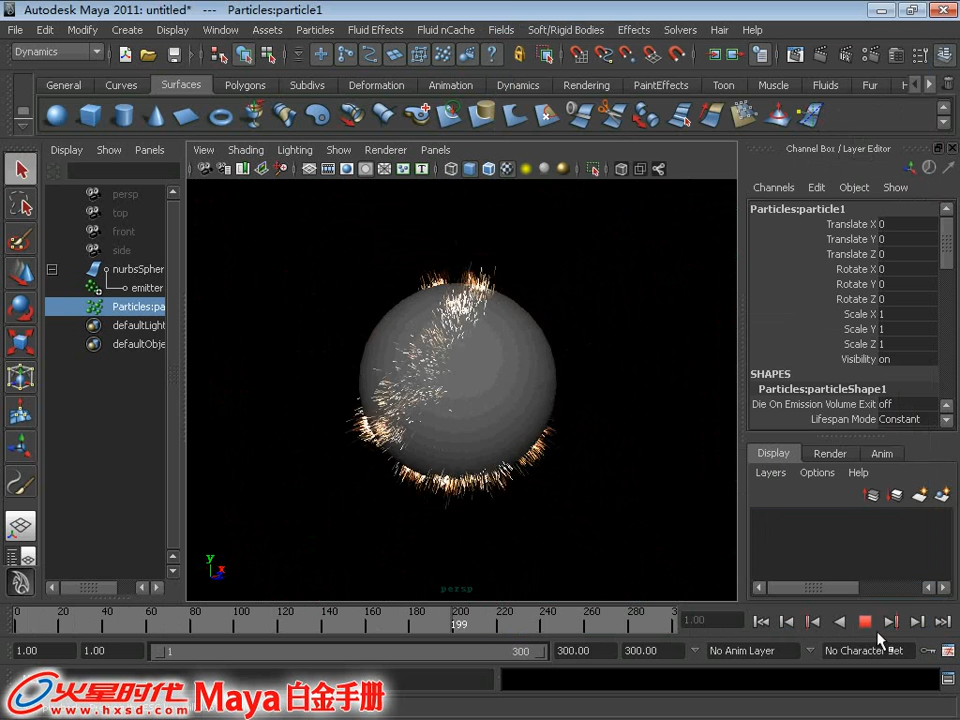 Autodesk Maya 2011: untitled* --- Particles:particle1
File Edit Modify Create Display Window Assets Particles Fluid Effects Fluid nCache Fields Soft/Rigid Bodies Effects Solvers Hair Help
Dynamics
General Curves Surfaces Polygons Subdivs Deformation Animation Dynamics Rendering PaintEffects Toon Muscle Fluids Fur H
Display Show Panels
View Shading Lighting Show Renderer Panels
Channel Box / Layer Editor
Channels Edit Object Show
persp
top
front
side
nurbsSpher
emitter
Particles:pa
defaultLight
defaultObje
Particles:particle1
Translate X 0
Translate Y 0
Translate Z 0
Rotate X 0
Rotate Y 0
Rotate Z 0
Scale X 1
Scale Y 1
Scale Z 1
Visibility on
SHAPES
Particles:particleShape1
Die On Emission Volume Exit off
Lifespan Mode Constant
Display Render Anim
Layers Options Help
y
x
persp
0 20 40 60 80 100 120 140 160 180 200 220 240 260 280 3
199
1.00
1.00 1.00 1 300 300.00 300.00 No Anim Layer No Character Set
火星时代
www.hxsd.com
Maya 白金手册